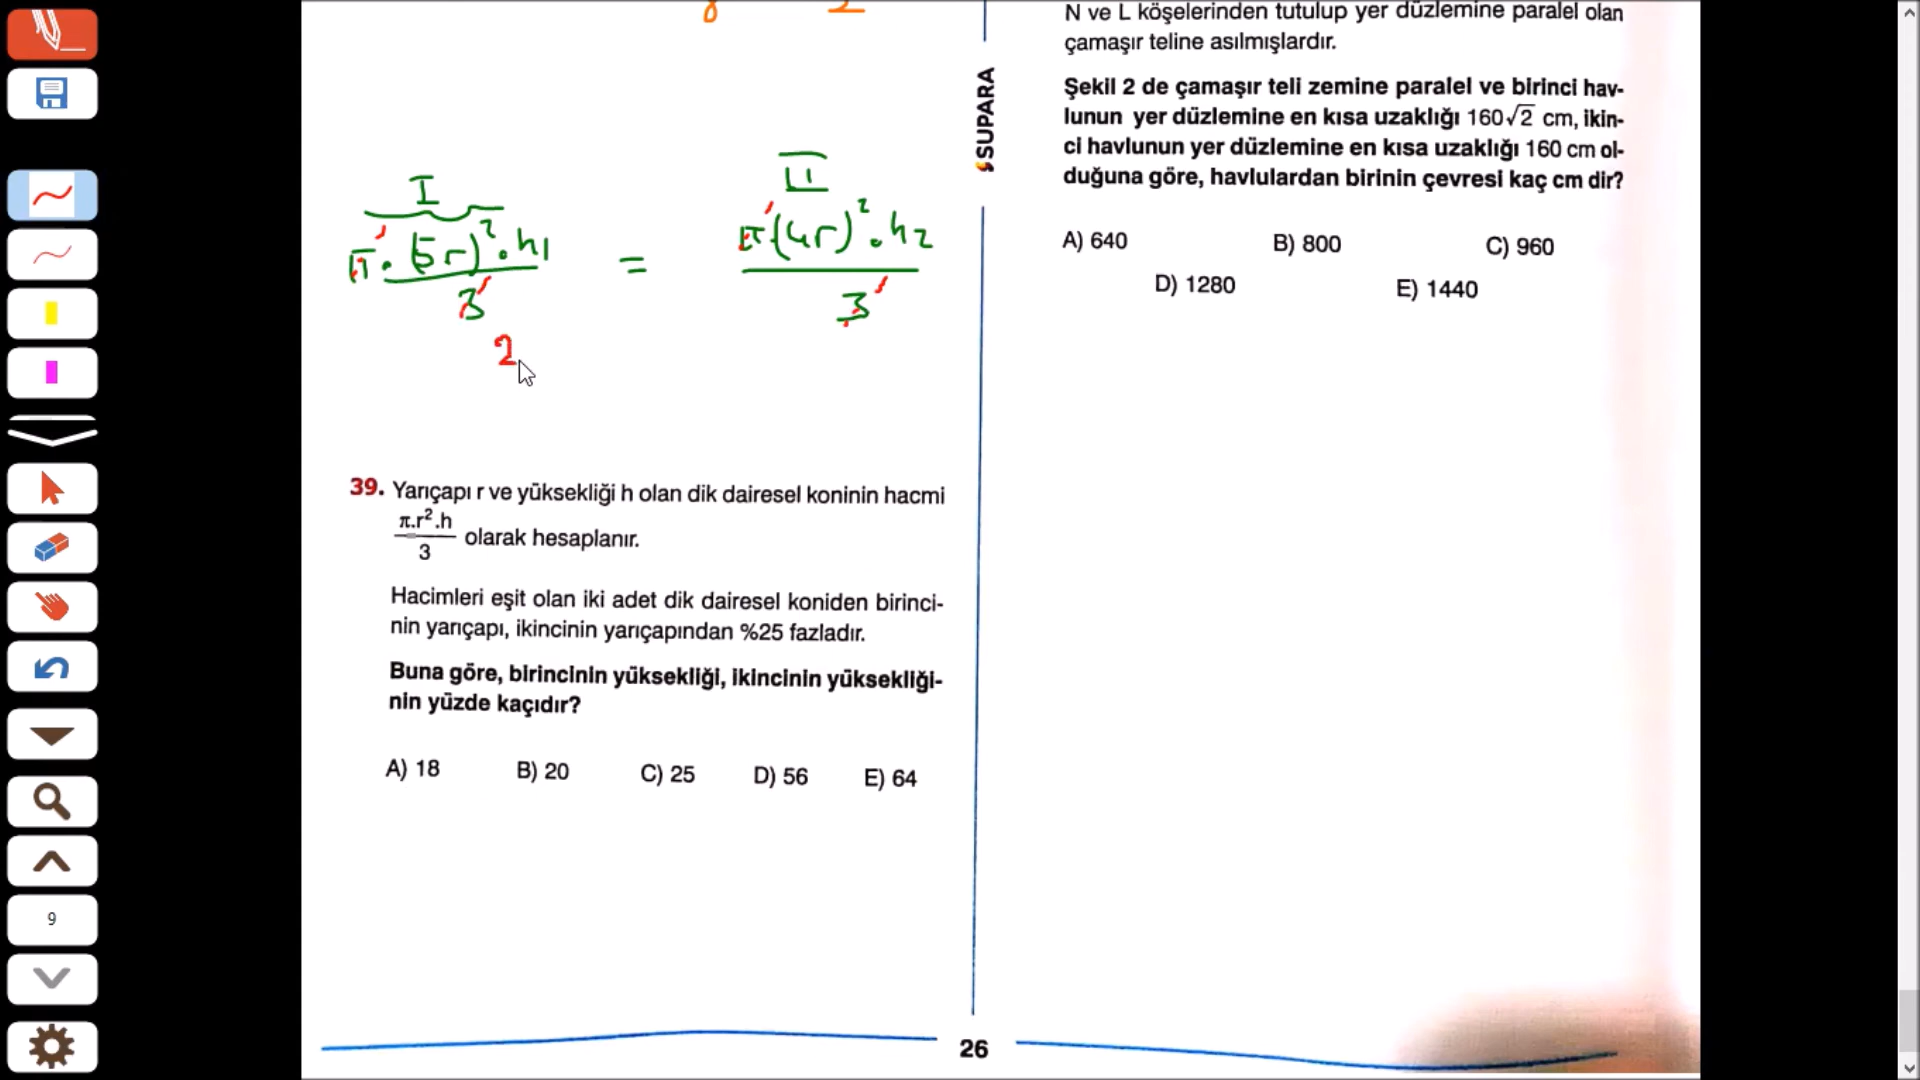 I
π.(5r)².h1
3
=
II
π(4r)².h2
3
2
39. Yarıçapı r ve yüksekliği h olan dik dairesel koninin hacmi
π.r².h
3
olarak hesaplanır.
Hacimleri eşit olan iki adet dik dairesel koniden birinci-
nin yarıçapı, ikincinin yarıçapından %25 fazladır.
Buna göre, birincinin yüksekliği, ikincinin yüksekliği-
nin yüzde kaçıdır?
A) 18 B) 20 C) 25 D) 56 E) 64
SUPARA
N ve L köşelerinden tutulup yer düzlemine paralel olan
çamaşır teline asılmışlardır.
Şekil 2 de çamaşır teli zemine paralel ve birinci hav-
lunun yer düzlemine en kısa uzaklığı 160√2 cm, ikin-
ci havlunun yer düzlemine en kısa uzaklığı 160 cm ol-
duğuna göre, havlulardan birinin çevresi kaç cm dir?
A) 640 B) 800 C) 960
D) 1280 E) 1440
26
9